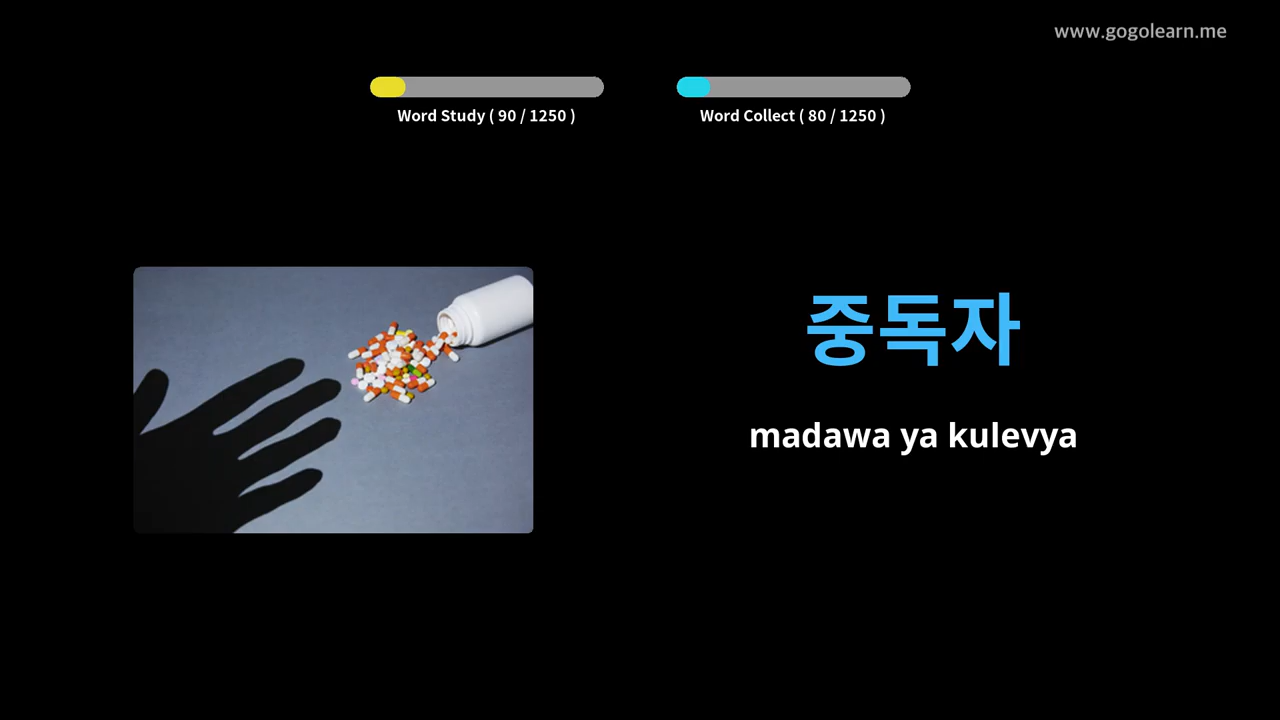 www.gogolearn.me
Word Study ( 90 / 1250 )
Word Collect ( 80 / 1250 )
중독자
madawa ya kulevya